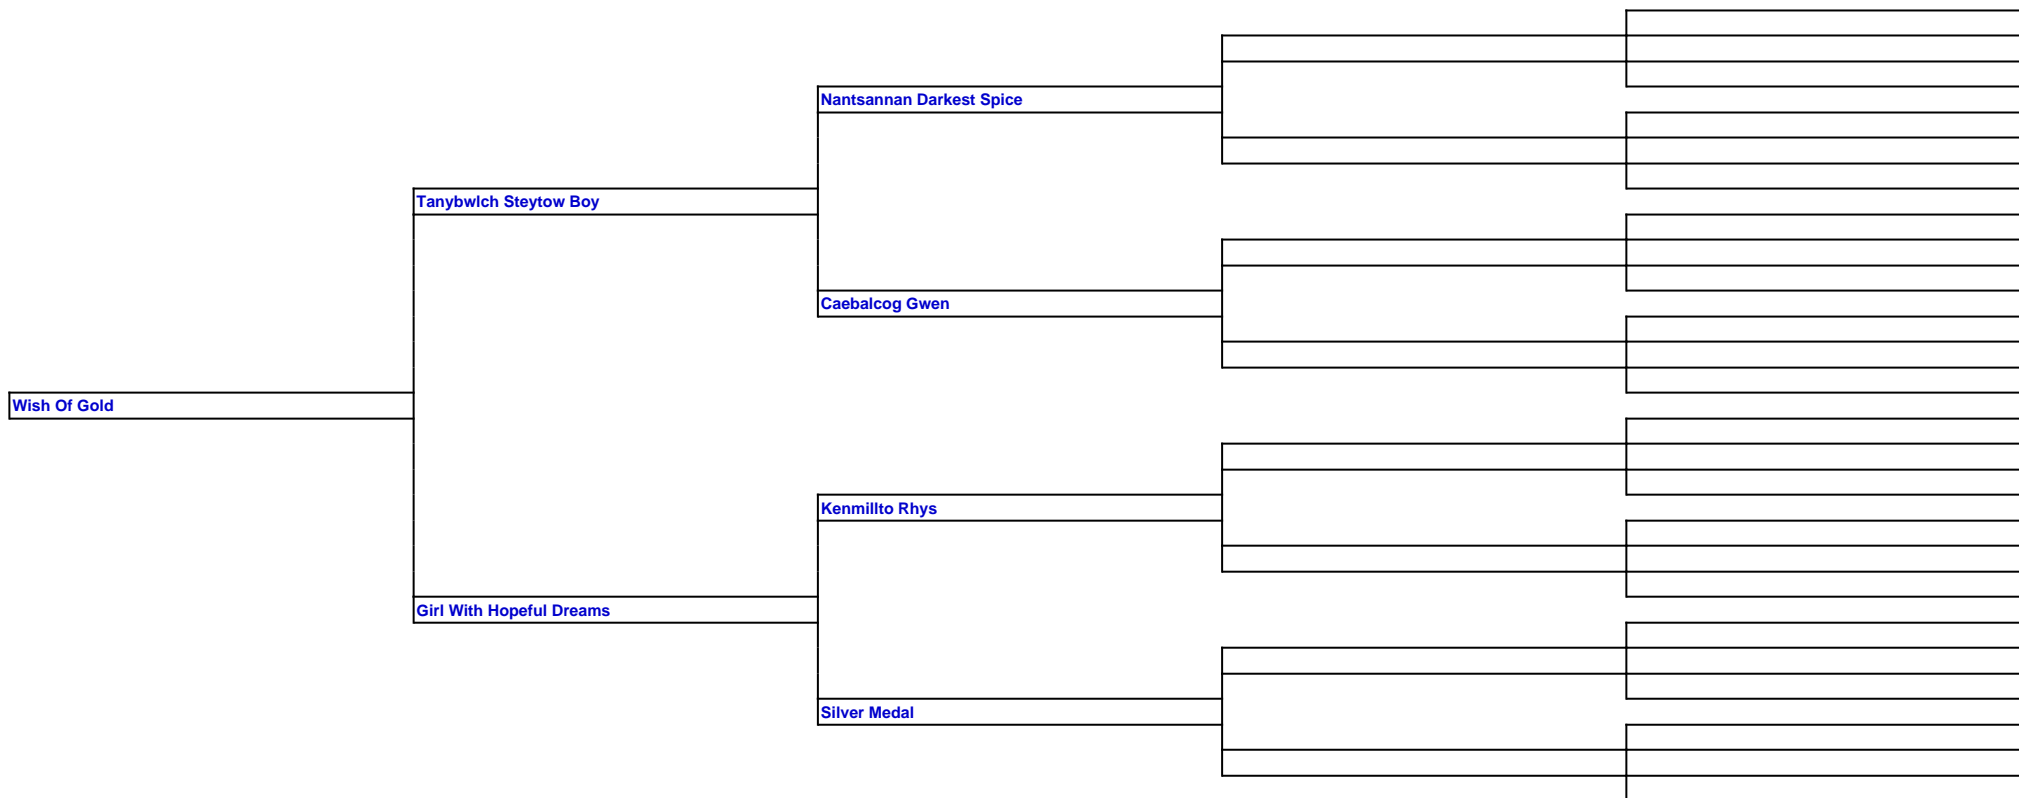 Nantsannan Darkest Spice
Tanybwlch Steytow Boy
Caebalcog Gwen
Wish Of Gold
Kenmillto Rhys
Girl With Hopeful Dreams
Silver Medal